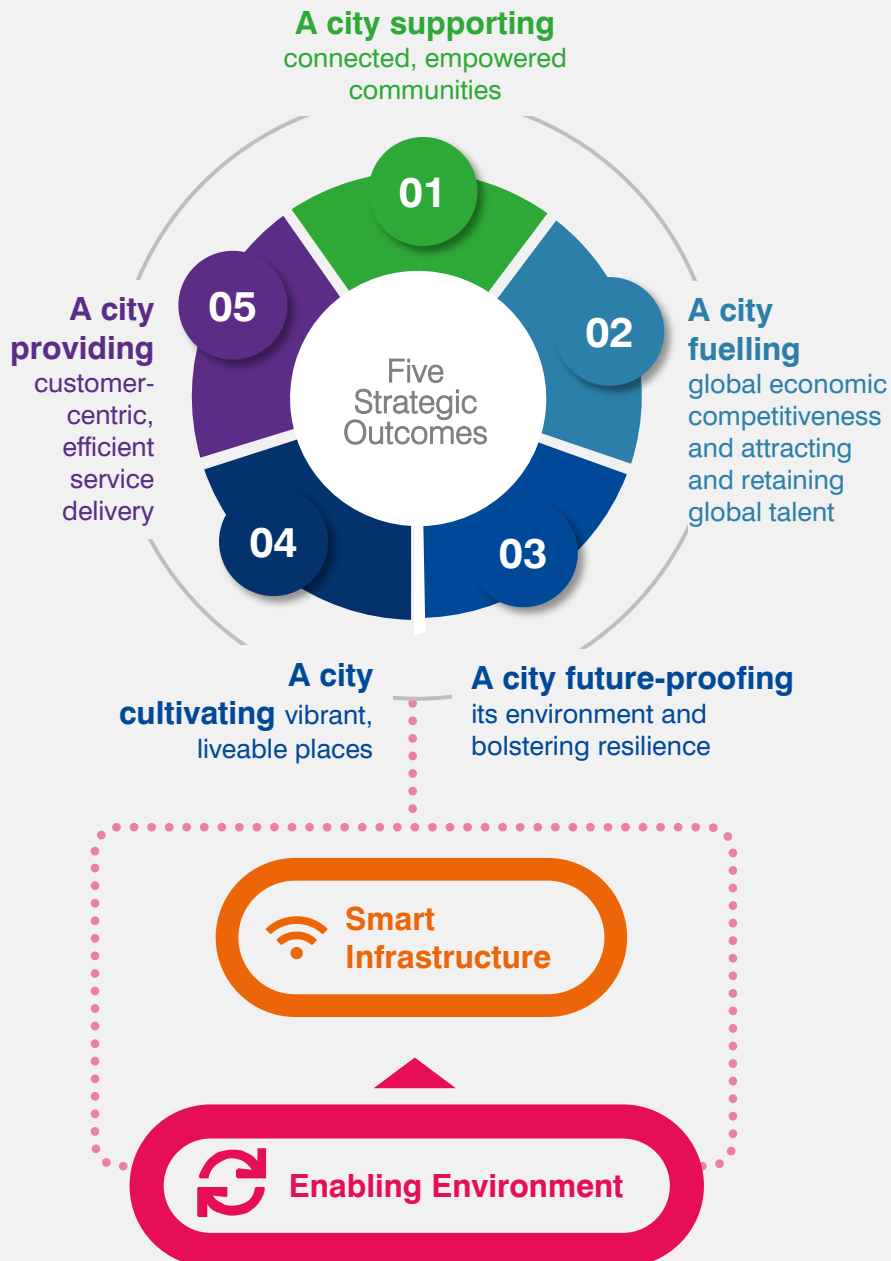 A city supporting
connected, empowered
communities
01
02
03
04
05
Five
Strategic
Outcomes
A city
fuelling
global economic
competitiveness
and attracting
and retaining
global talent
A city future-proofing
its environment and
bolstering resilience
A city
cultivating vibrant,
liveable places
A city
providing
customer-
centric,
efficient
service
delivery
Smart
Infrastructure
Enabling Environment